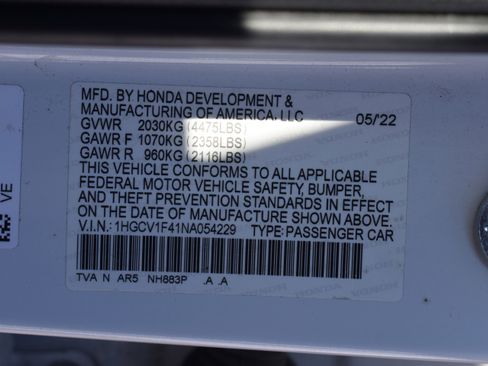 MFD. BY HONDA DEVELOPMENT &
MANUFACTURING OF AMERICA, LLC 05/'22
GVWR 2030KG (4475LBS)
GAWR F 1070KG (2358LBS)
GAWR R 960KG (2116LBS)
THIS VEHICLE CONFORMS TO ALL APPLICABLE
FEDERAL MOTOR VEHICLE SAFETY, BUMPER,
AND THEFT PREVENTION STANDARDS IN EFFECT
ON THE DATE OF MANUFACTURE SHOWN ABOVE.
V.I.N.: 1HGCV1F41NA054229 TYPE: PASSENGER CAR
TVA N AR5 NH883P .A .A
VE